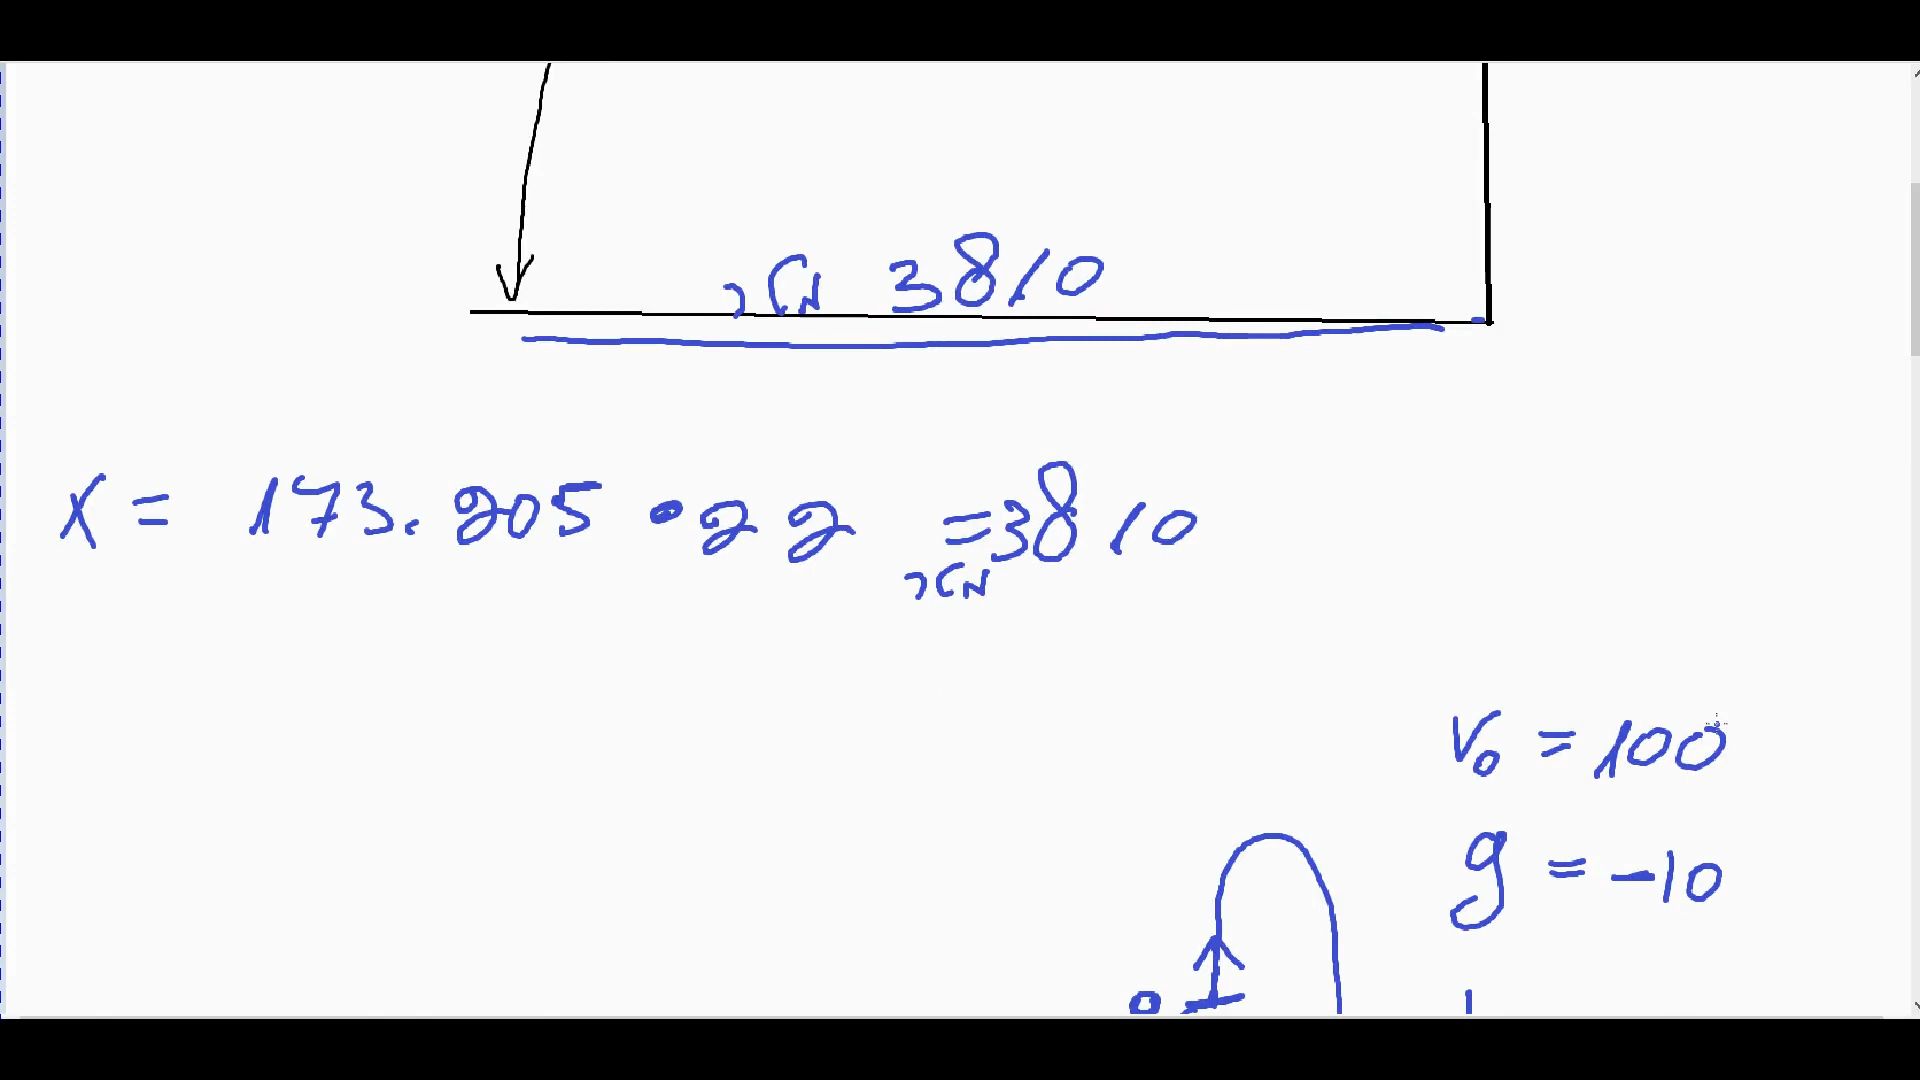 מטר 3810
x = 173.205 • 22 = 3810
מטר
V₀ = 100
g = -10
0